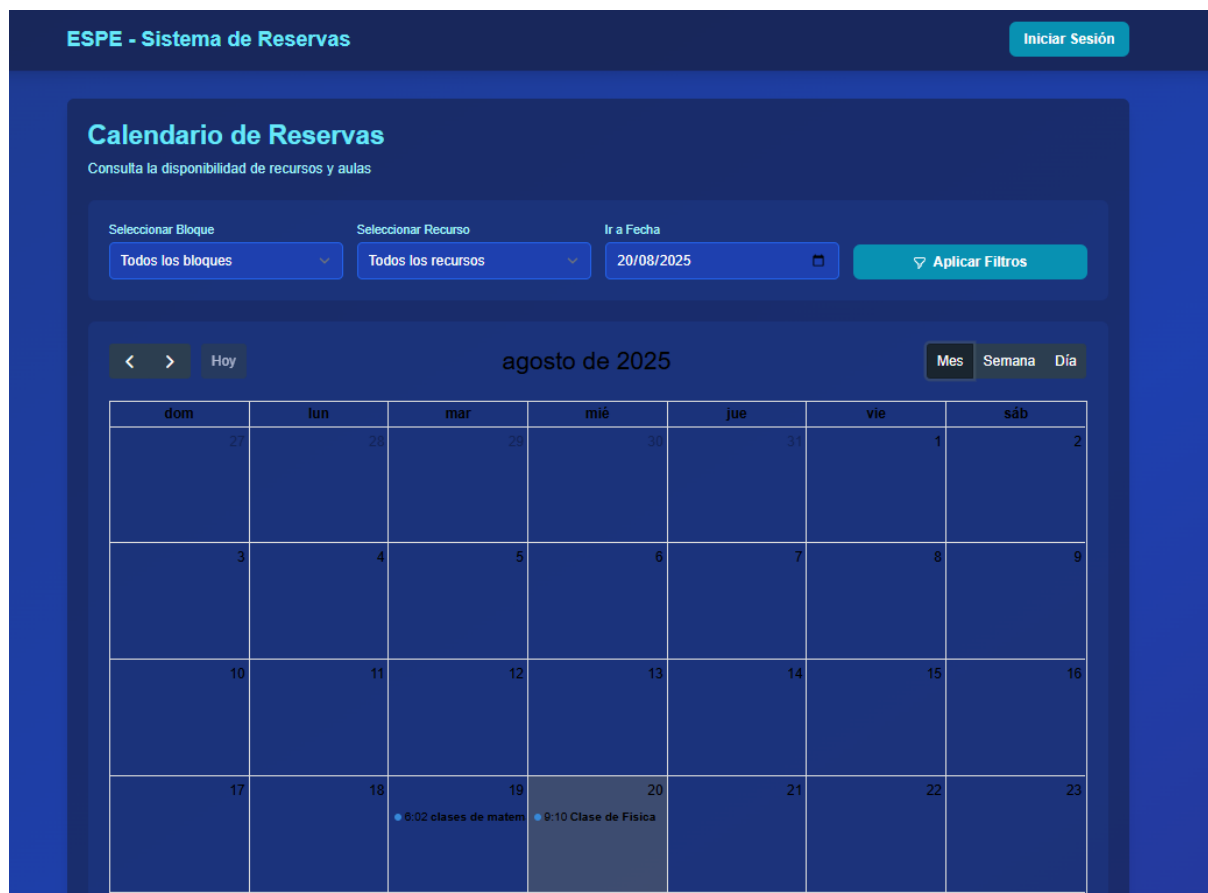 ESPE - Sistema de Reservas
Iniciar Sesión
Calendario de Reservas
Consulta la disponibilidad de recursos y aulas
Seleccionar Bloque
Todos los bloques
Seleccionar Recurso
Todos los recursos
Ir a Fecha
20/08/2025
Aplicar Filtros
Hoy
agosto de 2025
Mes Semana Día
dom lun mar mié jue vie sáb
27 28 29 30 31 1 2
3 4 5 6 7 8 9
10 11 12 13 14 15 16
17 18 19 20 21 22 23
6:02 clases de matem 9:10 Clase de Fisica